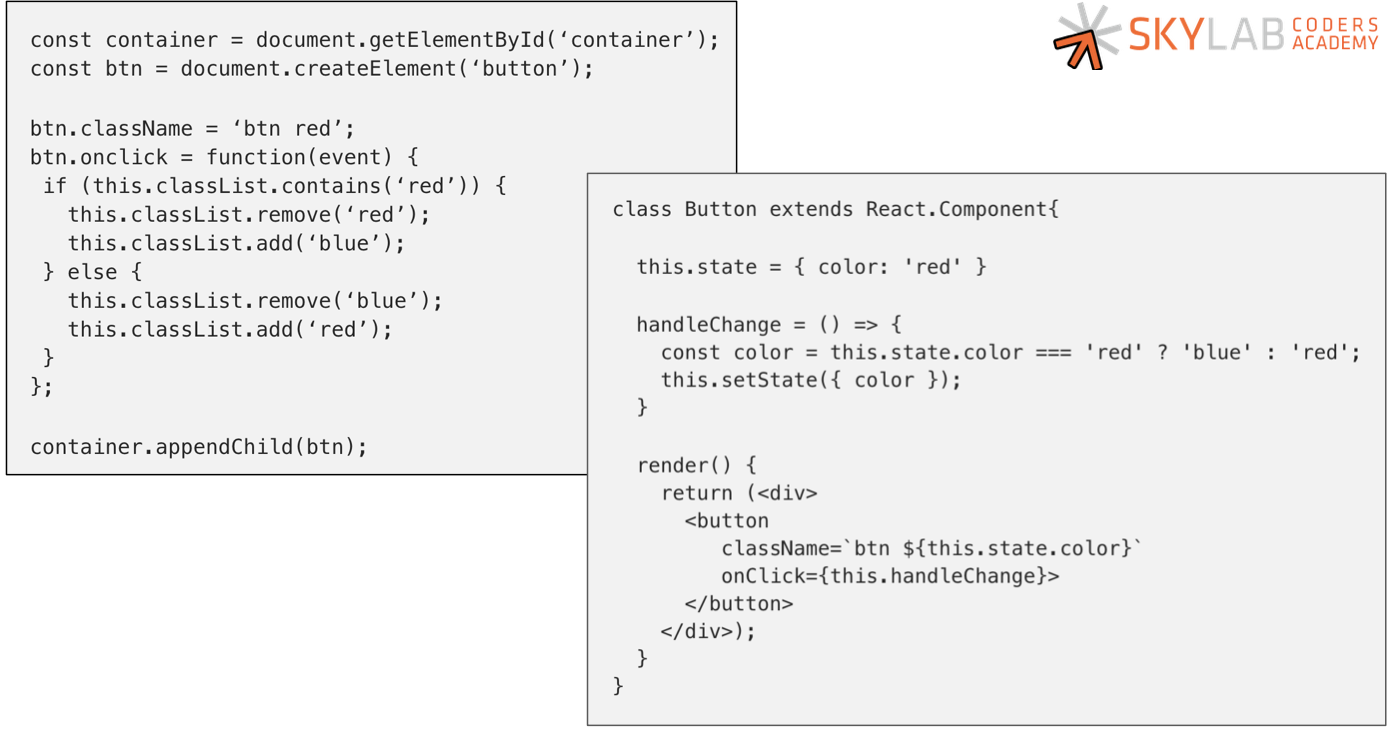 const container = document.getElementById(‘container’);
const btn = document.createElement(‘button’);
btn.className = ‘btn red’;
btn.onclick = function(event) {
if (this.classList.contains(‘red’)) {
this.classList.remove(‘red’);
this.classList.add(‘blue’);
} else {
this.classList.remove(‘blue’);
this.classList.add(‘red’);
}
};
container.appendChild(btn);
SKYLAB CODERS
ACADEMY
class Button extends React.Component{
this.state = { color: 'red' }
handleChange = () => {
const color = this.state.color === 'red' ? 'blue' : 'red';
this.setState({ color });
}
render() {
return (<div>
<button
className=`btn ${this.state.color}`
onClick={this.handleChange}>
</button>
</div>);
}
}